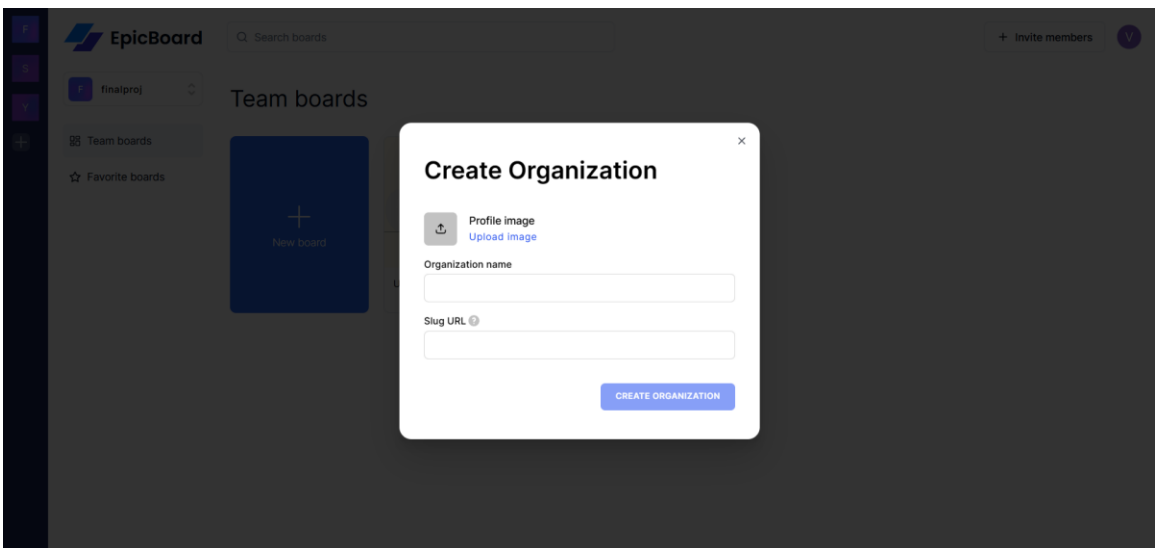 F
EpicBoard
Search boards
+ Invite members
V
S
F finalproj
Y
Team boards
Team boards
Favorite boards
New board
Create Organization
Profile image
Upload image
Organization name
Slug URL ?
CREATE ORGANIZATION